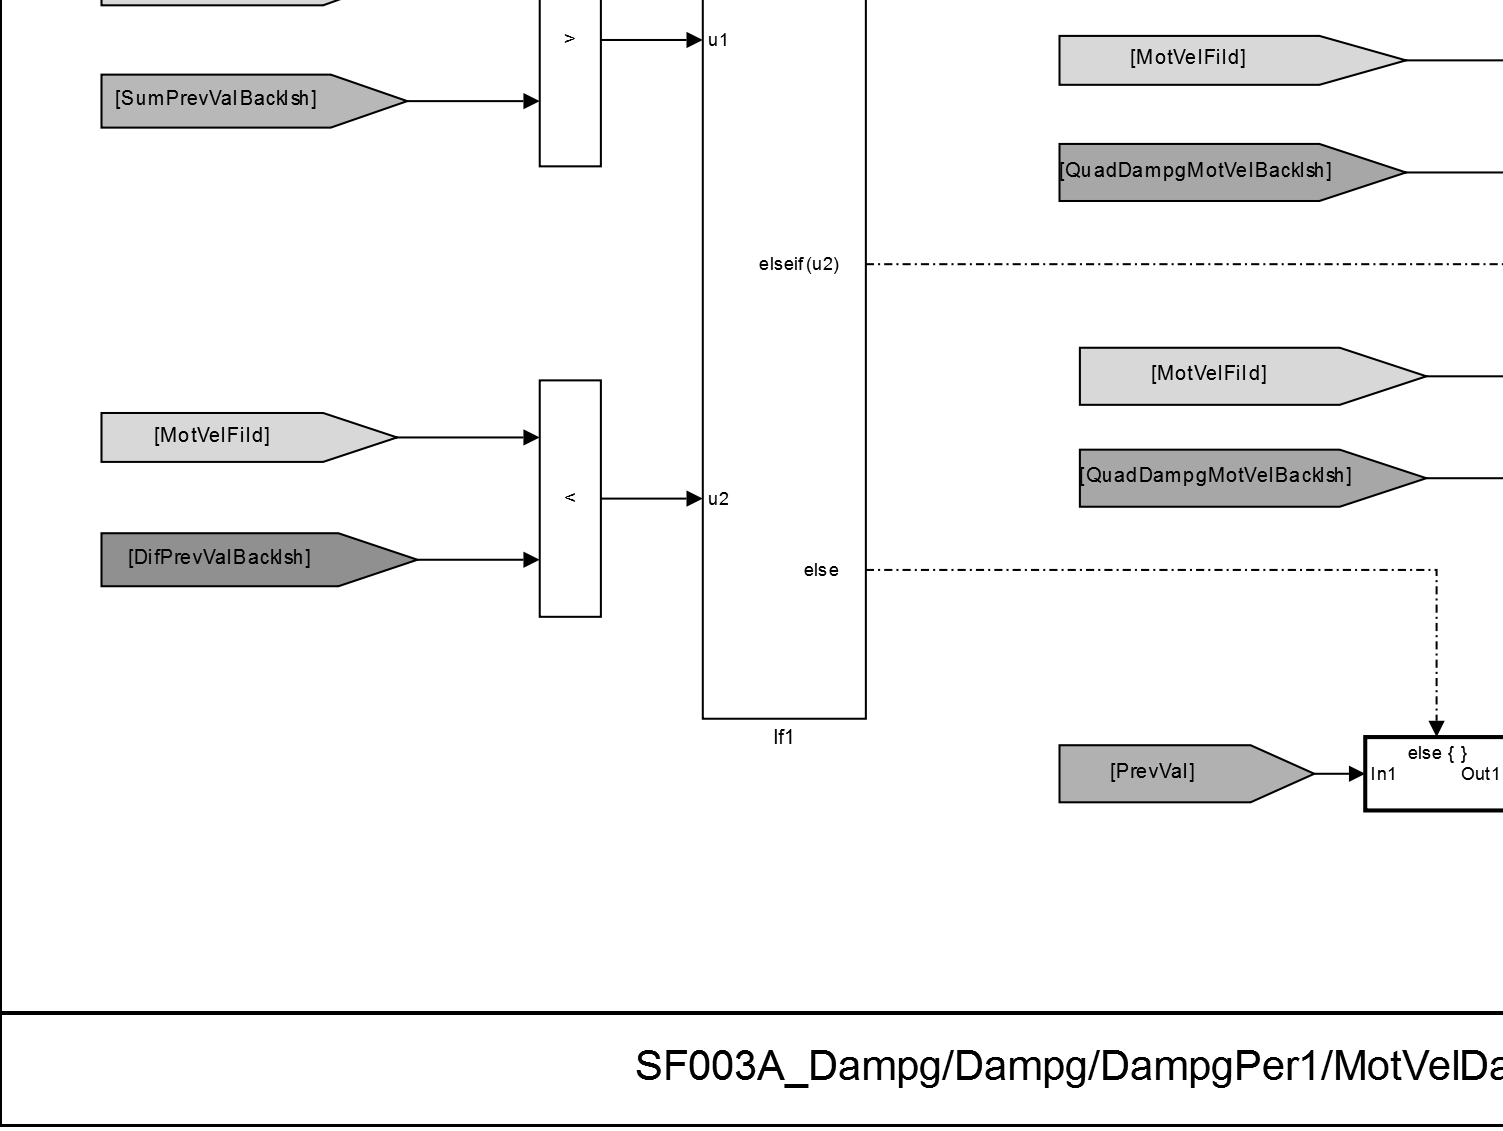 >
u1
[MotVelFild]
[SumPrevValBacklsh]
[QuadDampgMotVelBacklsh]
elseif(u2)
[MotVelFild]
[MotVelFild]
[QuadDampgMotVelBacklsh]
<
u2
[DifPrevValBacklsh]
else
If1
else { }
[PrevVal]
In1
Out1
SF003A_Dampg/Dampg/DampgPer1/MotVelDa